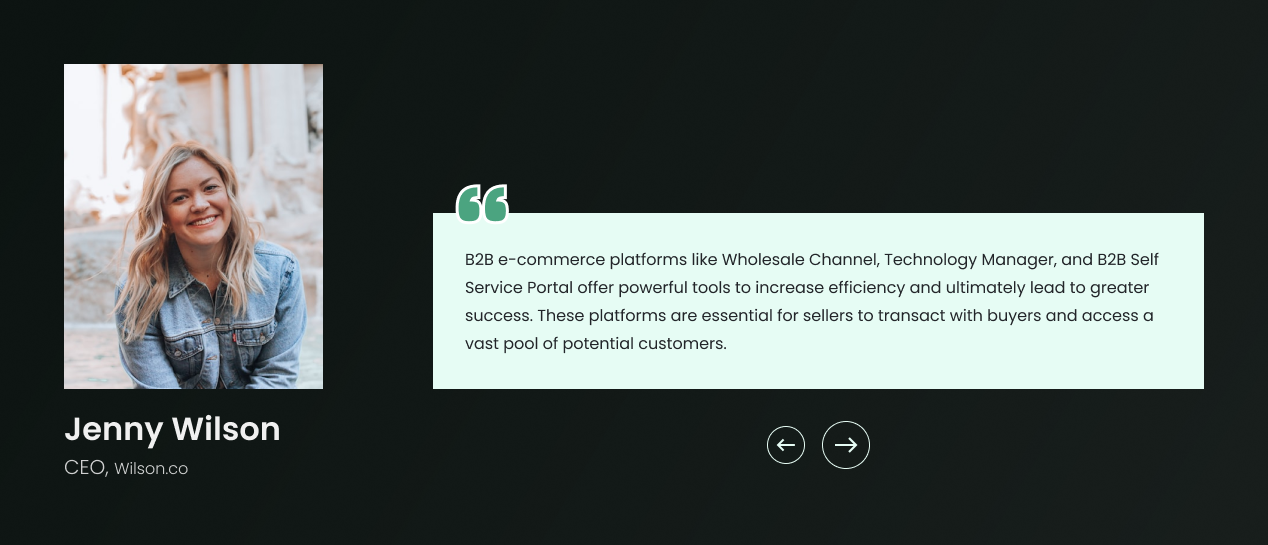 B2B e-commerce platforms like Wholesale Channel, Technology Manager, and B2B Self
Service Portal offer powerful tools to increase efficiency and ultimately lead to greater
success. These platforms are essential for sellers to transact with buyers and access a
vast pool of potential customers.
Jenny Wilson
CEO, Wilson.co